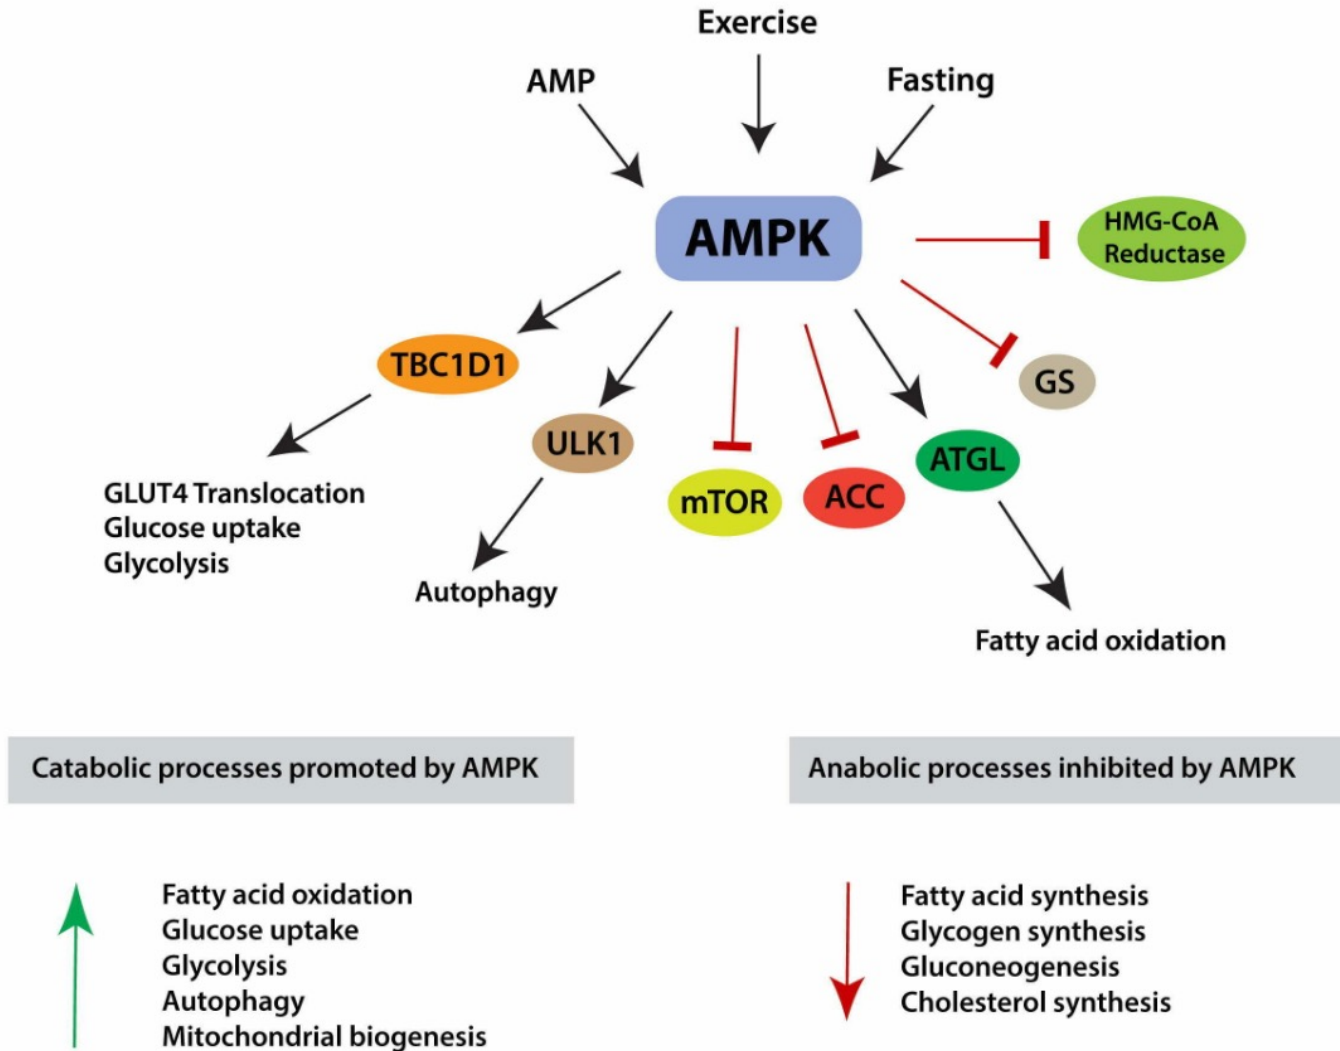 Exercise
AMP
Fasting
AMPK
HMG-CoA
Reductase
TBC1D1
GS
ULK1
ATGL
mTOR
ACC
GLUT4 Translocation
Glucose uptake
Glycolysis
Autophagy
Fatty acid oxidation
Catabolic processes promoted by AMPK
Anabolic processes inhibited by AMPK
Fatty acid oxidation
Glucose uptake
Glycolysis
Autophagy
Mitochondrial biogenesis
Fatty acid synthesis
Glycogen synthesis
Gluconeogenesis
Cholesterol synthesis